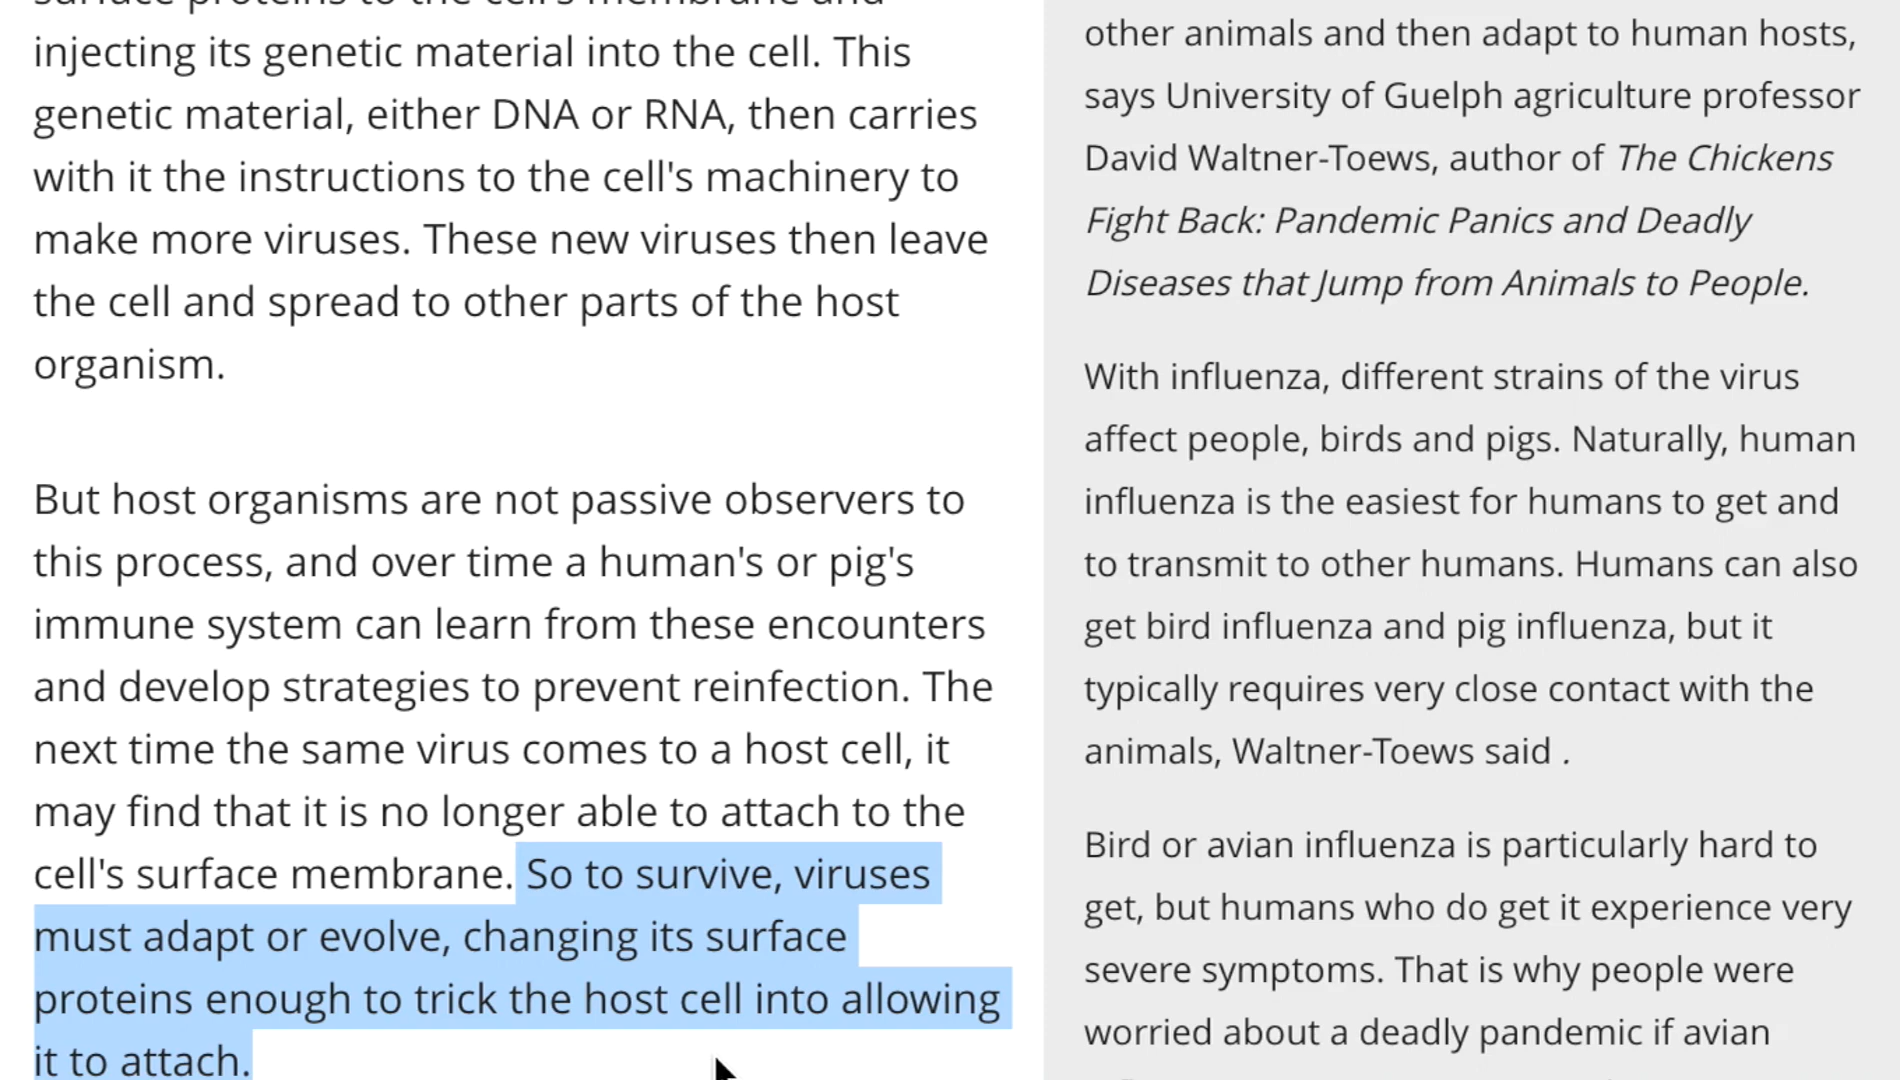 surface proteins to the cell's membrane and
injecting its genetic material into the cell. This
genetic material, either DNA or RNA, then carries
with it the instructions to the cell's machinery to
make more viruses. These new viruses then leave
the cell and spread to other parts of the host
organism.
But host organisms are not passive observers to
this process, and over time a human's or pig's
immune system can learn from these encounters
and develop strategies to prevent reinfection. The
next time the same virus comes to a host cell, it
may find that it is no longer able to attach to the
cell's surface membrane. So to survive, viruses
must adapt or evolve, changing its surface
proteins enough to trick the host cell into allowing
it to attach.
other animals and then adapt to human hosts,
says University of Guelph agriculture professor
David Waltner-Toews, author of The Chickens
Fight Back: Pandemic Panics and Deadly
Diseases that Jump from Animals to People.
With influenza, different strains of the virus
affect people, birds and pigs. Naturally, human
influenza is the easiest for humans to get and
to transmit to other humans. Humans can also
get bird influenza and pig influenza, but it
typically requires very close contact with the
animals, Waltner-Toews said .
Bird or avian influenza is particularly hard to
get, but humans who do get it experience very
severe symptoms. That is why people were
worried about a deadly pandemic if avian